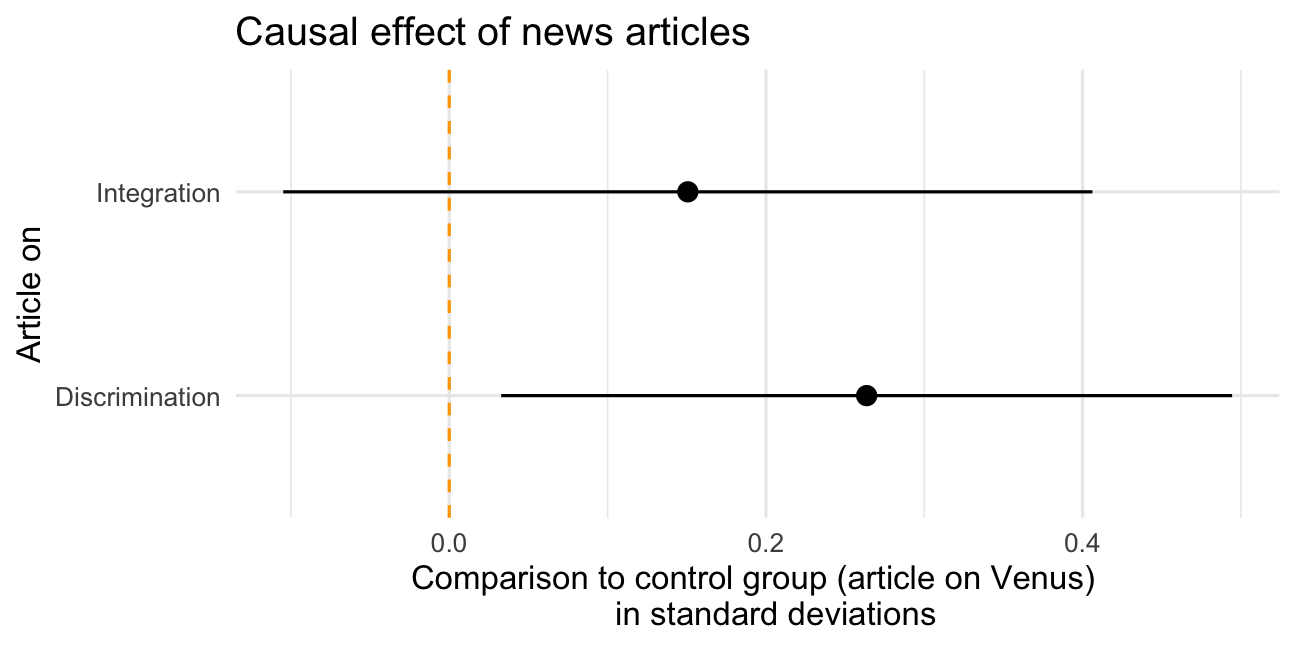 Causal effect of news articles
Article on
Integration
Discrimination
0.0 0.2 0.4
Comparison to control group (article on Venus)
in standard deviations